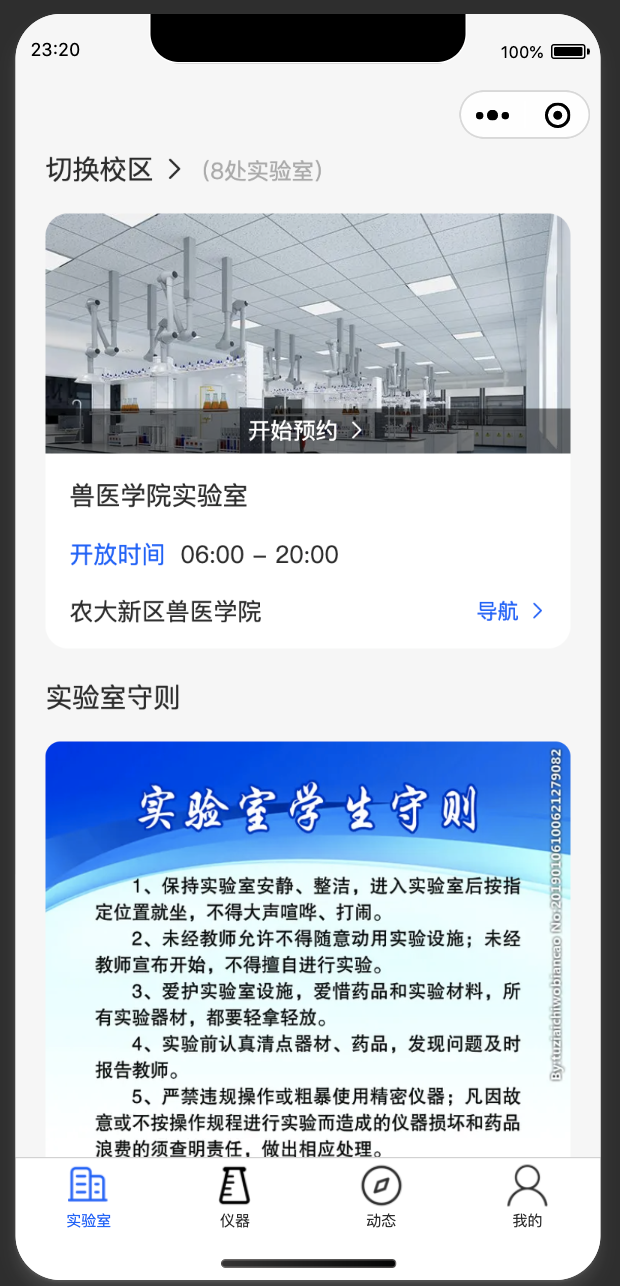 23:20
100%
切换校区
(8处实验室)
开始预约
兽医学院实验室
开放时间 06:00 – 20:00
农大新区兽医学院
导航
实验室守则
实验室学生守则
1、保持实验室安静、整洁，进入实验室后按指
定位置就坐，不得大声喧哗、打闹。
2、未经教师允许不得随意动用实验设施；未经
教师宣布开始，不得擅自进行实验。
3、爱护实验室设施，爱惜药品和实验材料，所
有实验器材，都要轻拿轻放。
4、实验前认真清点器材、药品，发现问题及时
报告教师。
5、严禁违规操作或粗暴使用精密仪器；凡因故
意或不按操作规程进行实验而造成的仪器损坏和药品
浪费的须查明责任，做出相应处理。
By:tuziaichiwobiancao No.20190106100621279082
实验室
仪器
动态
我的